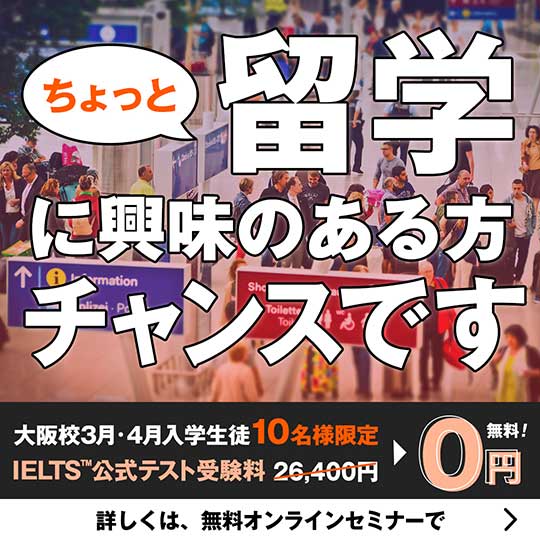 ちょっと
留学
に興味のある方
チャンスです
Information
Polizei
Toilette
大阪校3月・4月入学生徒10名様限定
IELTS™公式テスト受験料 26,400円
0円
無料!
詳しくは、無料オンラインセミナーで